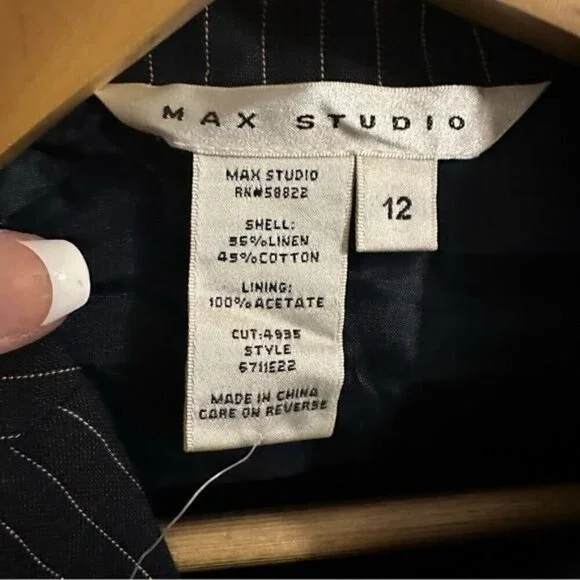 MAX STUDIO
MAX STUDIO
RN#58822
12
SHELL:
55%LINEN
45%COTTON
LINING:
100%ACETATE
CUT:4935
STYLE
6711E22
MADE IN CHINA
CARE ON REVERSE